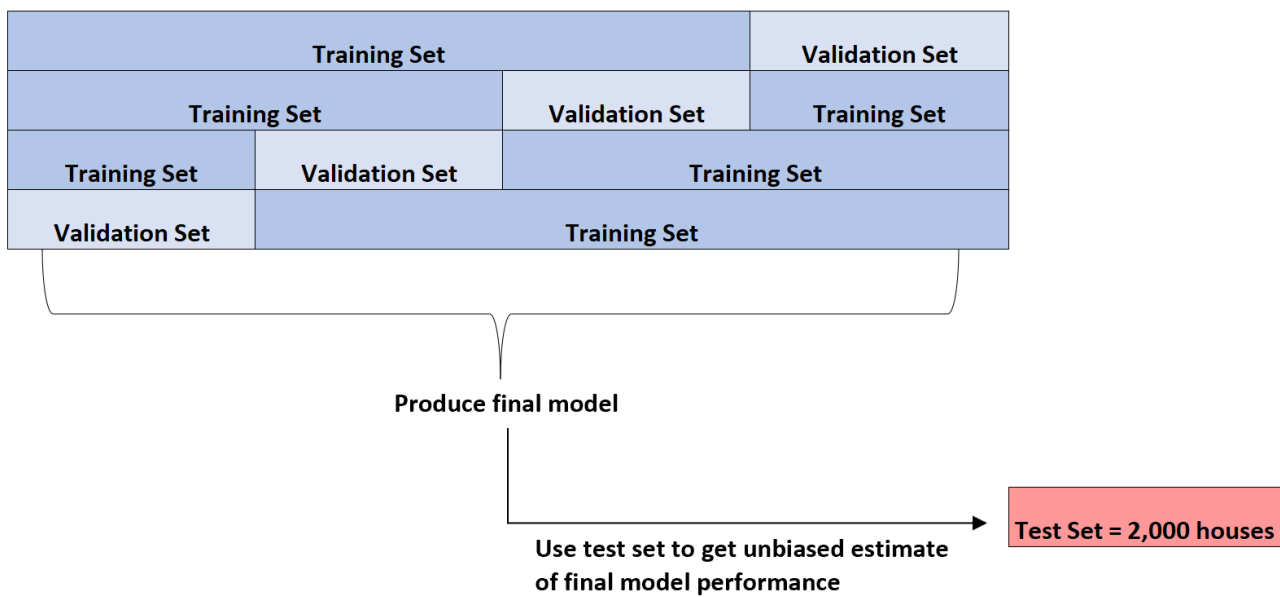 Training Set
Validation Set
Training Set
Validation Set
Training Set
Training Set
Validation Set
Training Set
Validation Set
Training Set
Produce final model
Use test set to get unbiased estimate
of final model performance
Test Set = 2,000 houses